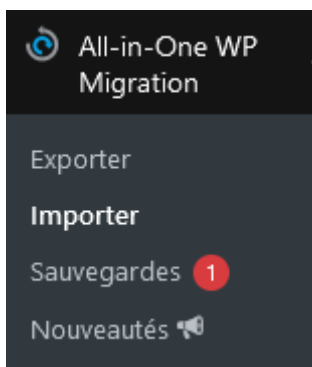 All-in-One WP
Migration
Exporter
Importer
Sauvegardes 1
Nouveautés